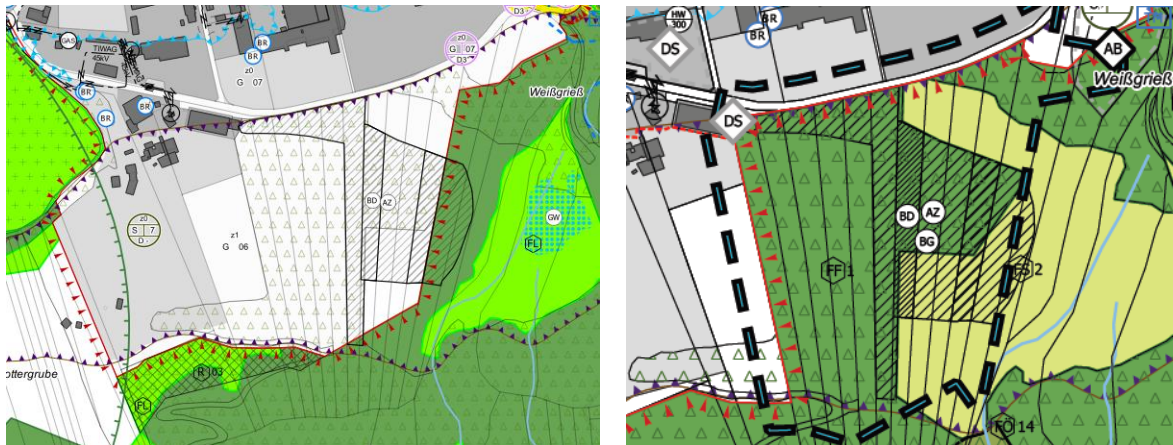 GAS
TIWAG
45kV
BR
BR
BR
BR
BR
z0
G 07
z0
G 07
D3
D3
Weißgrieß
BD
AZ
z0
S 7
D
z1
G 06
GW
FL
R 103
FL
ottergrube
HW
300
BR
DS
DS
AB
Weißgrieß
BD
AZ
BG
FF 1
FS 2
FÖ 14